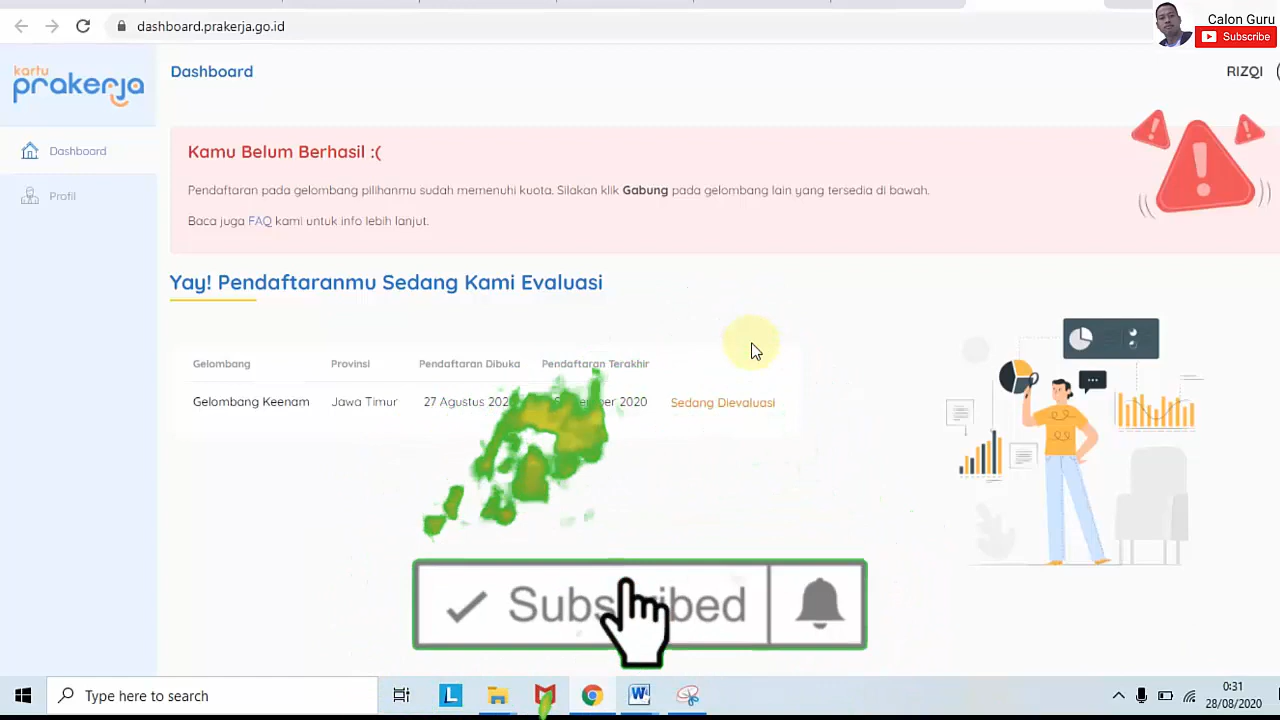 dashboard.prakerja.go.id
Calon Guru
Subscribe
kartu
prakerja
Dashboard
RIZQI
Dashboard
Profil
Kamu Belum Berhasil :(
Pendaftaran pada gelombang pilihanmu sudah memenuhi kuota. Silakan klik Gabung pada gelombang lain yang tersedia di bawah.
Baca juga FAQ kami untuk info lebih lanjut.
Yay! Pendaftaranmu Sedang Kami Evaluasi
Gelombang Provinsi Pendaftaran Dibuka Pendaftaran Terakhir
Gelombang Keenam Jawa Timur 27 Agustus 2020 2020 Sedang Dievaluasi
Subscribed
Type here to search
0:31
28/08/2020